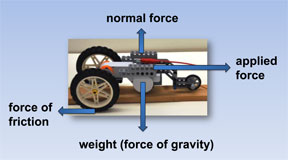 normal force
applied
force
force of
friction
weight (force of gravity)